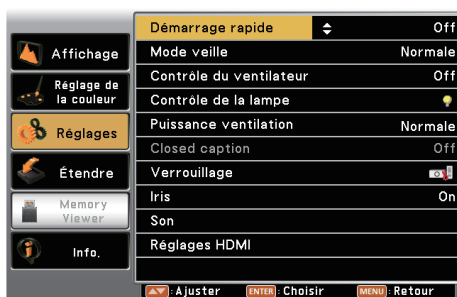 Affichage
Réglage de
la couleur
Réglages
Étendre
Memory
Viewer
Info.
Démarrage rapide Off
Mode veille Normale
Contrôle du ventilateur Off
Contrôle de la lampe
Puissance ventilation Normale
Closed caption Off
Verrouillage
Iris On
Son
Réglages HDMI
: Ajuster ENTER : Choisir MENU : Retour